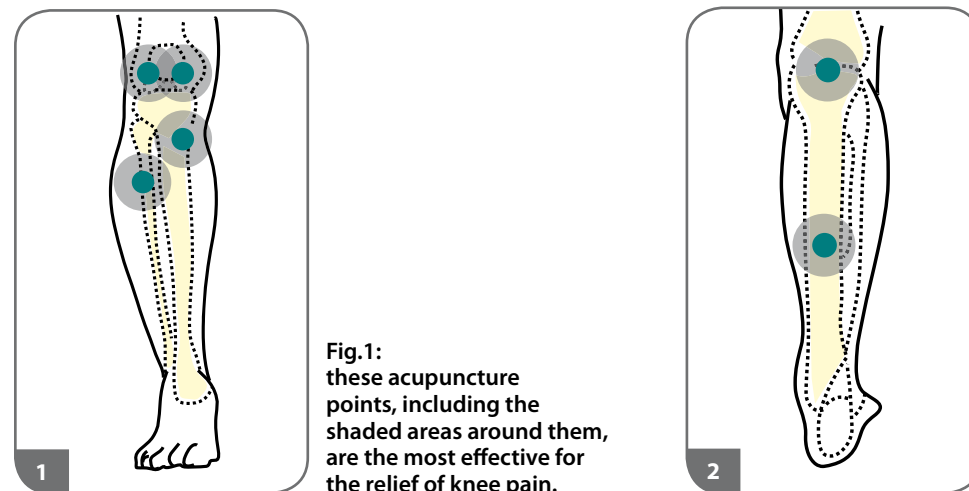 Fig.1:
these acupuncture
points, including the
shaded areas around them,
are the most effective for
the relief of knee pain.
1
2